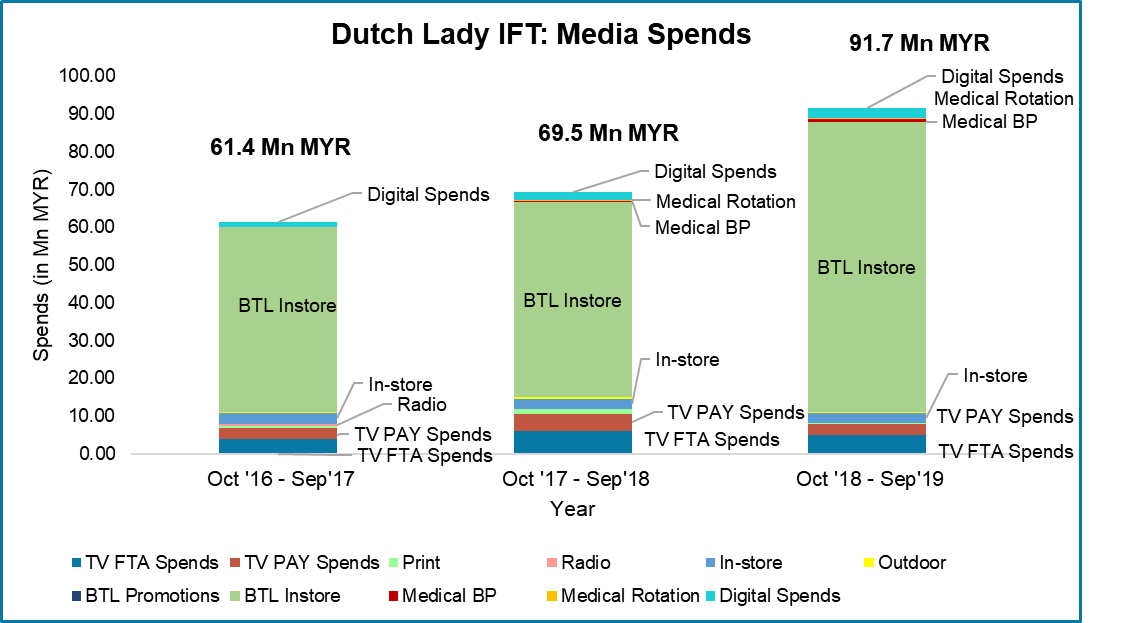 Dutch Lady IFT: Media Spends
91.7 Mn MYR
69.5 Mn MYR
61.4 Mn MYR
Spends (in Mn MYR)
100.00
90.00
80.00
70.00
60.00
50.00
40.00
30.00
20.00
10.00
0.00
Digital Spends
BTL Instore
In-store
Radio
TV PAY Spends
TV FTA Spends
Digital Spends
Medical Rotation
Medical BP
BTL Instore
In-store
TV PAY Spends
TV FTA Spends
Digital Spends
Medical Rotation
Medical BP
BTL Instore
In-store
TV PAY Spends
TV FTA Spends
Oct '16 - Sep'17
Oct '17 - Sep'18
Oct '18 - Sep'19
Year
TV FTA Spends
TV PAY Spends
Print
Radio
In-store
Outdoor
BTL Promotions
BTL Instore
Medical BP
Medical Rotation
Digital Spends